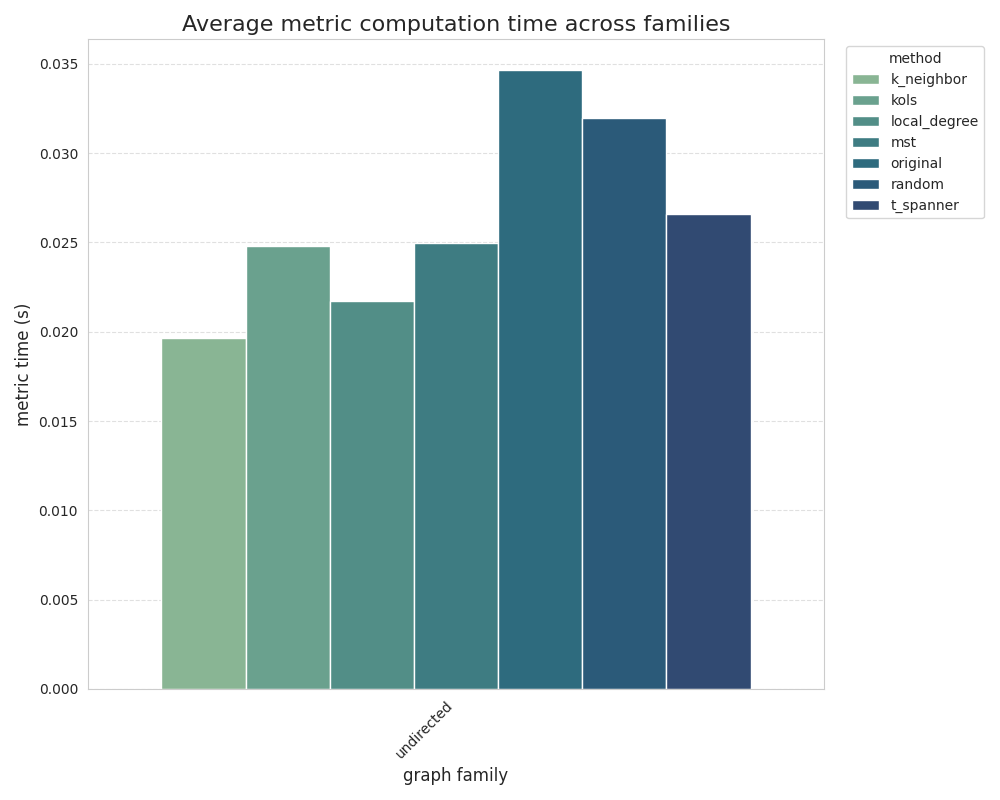 Average metric computation time across families
method
k_neighbor
kols
local_degree
mst
original
random
t_spanner
metric time (s)
0.035
0.030
0.025
0.020
0.015
0.010
0.005
0.000
undirected
graph family